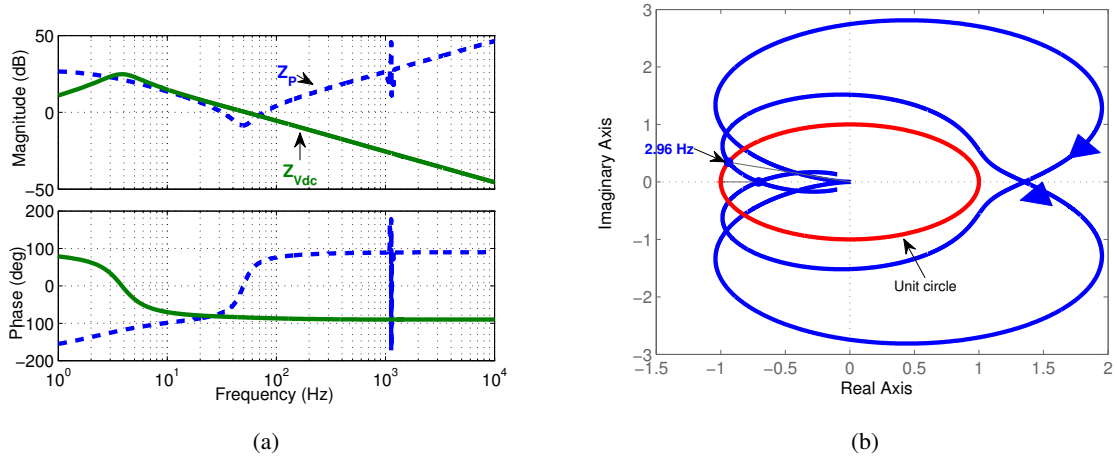 50
0
−50
Magnitude (dB)
Z_P
Z_Vdc
200
100
0
−100
−200
Phase (deg)
10^0
10^1
10^2
10^3
10^4
Frequency (Hz)
(a)
3
2
1
0
−1
−2
−3
Imaginary Axis
2.96 Hz
Unit circle
−1.5
−1
−0.5
0
0.5
1
1.5
2
Real Axis
(b)